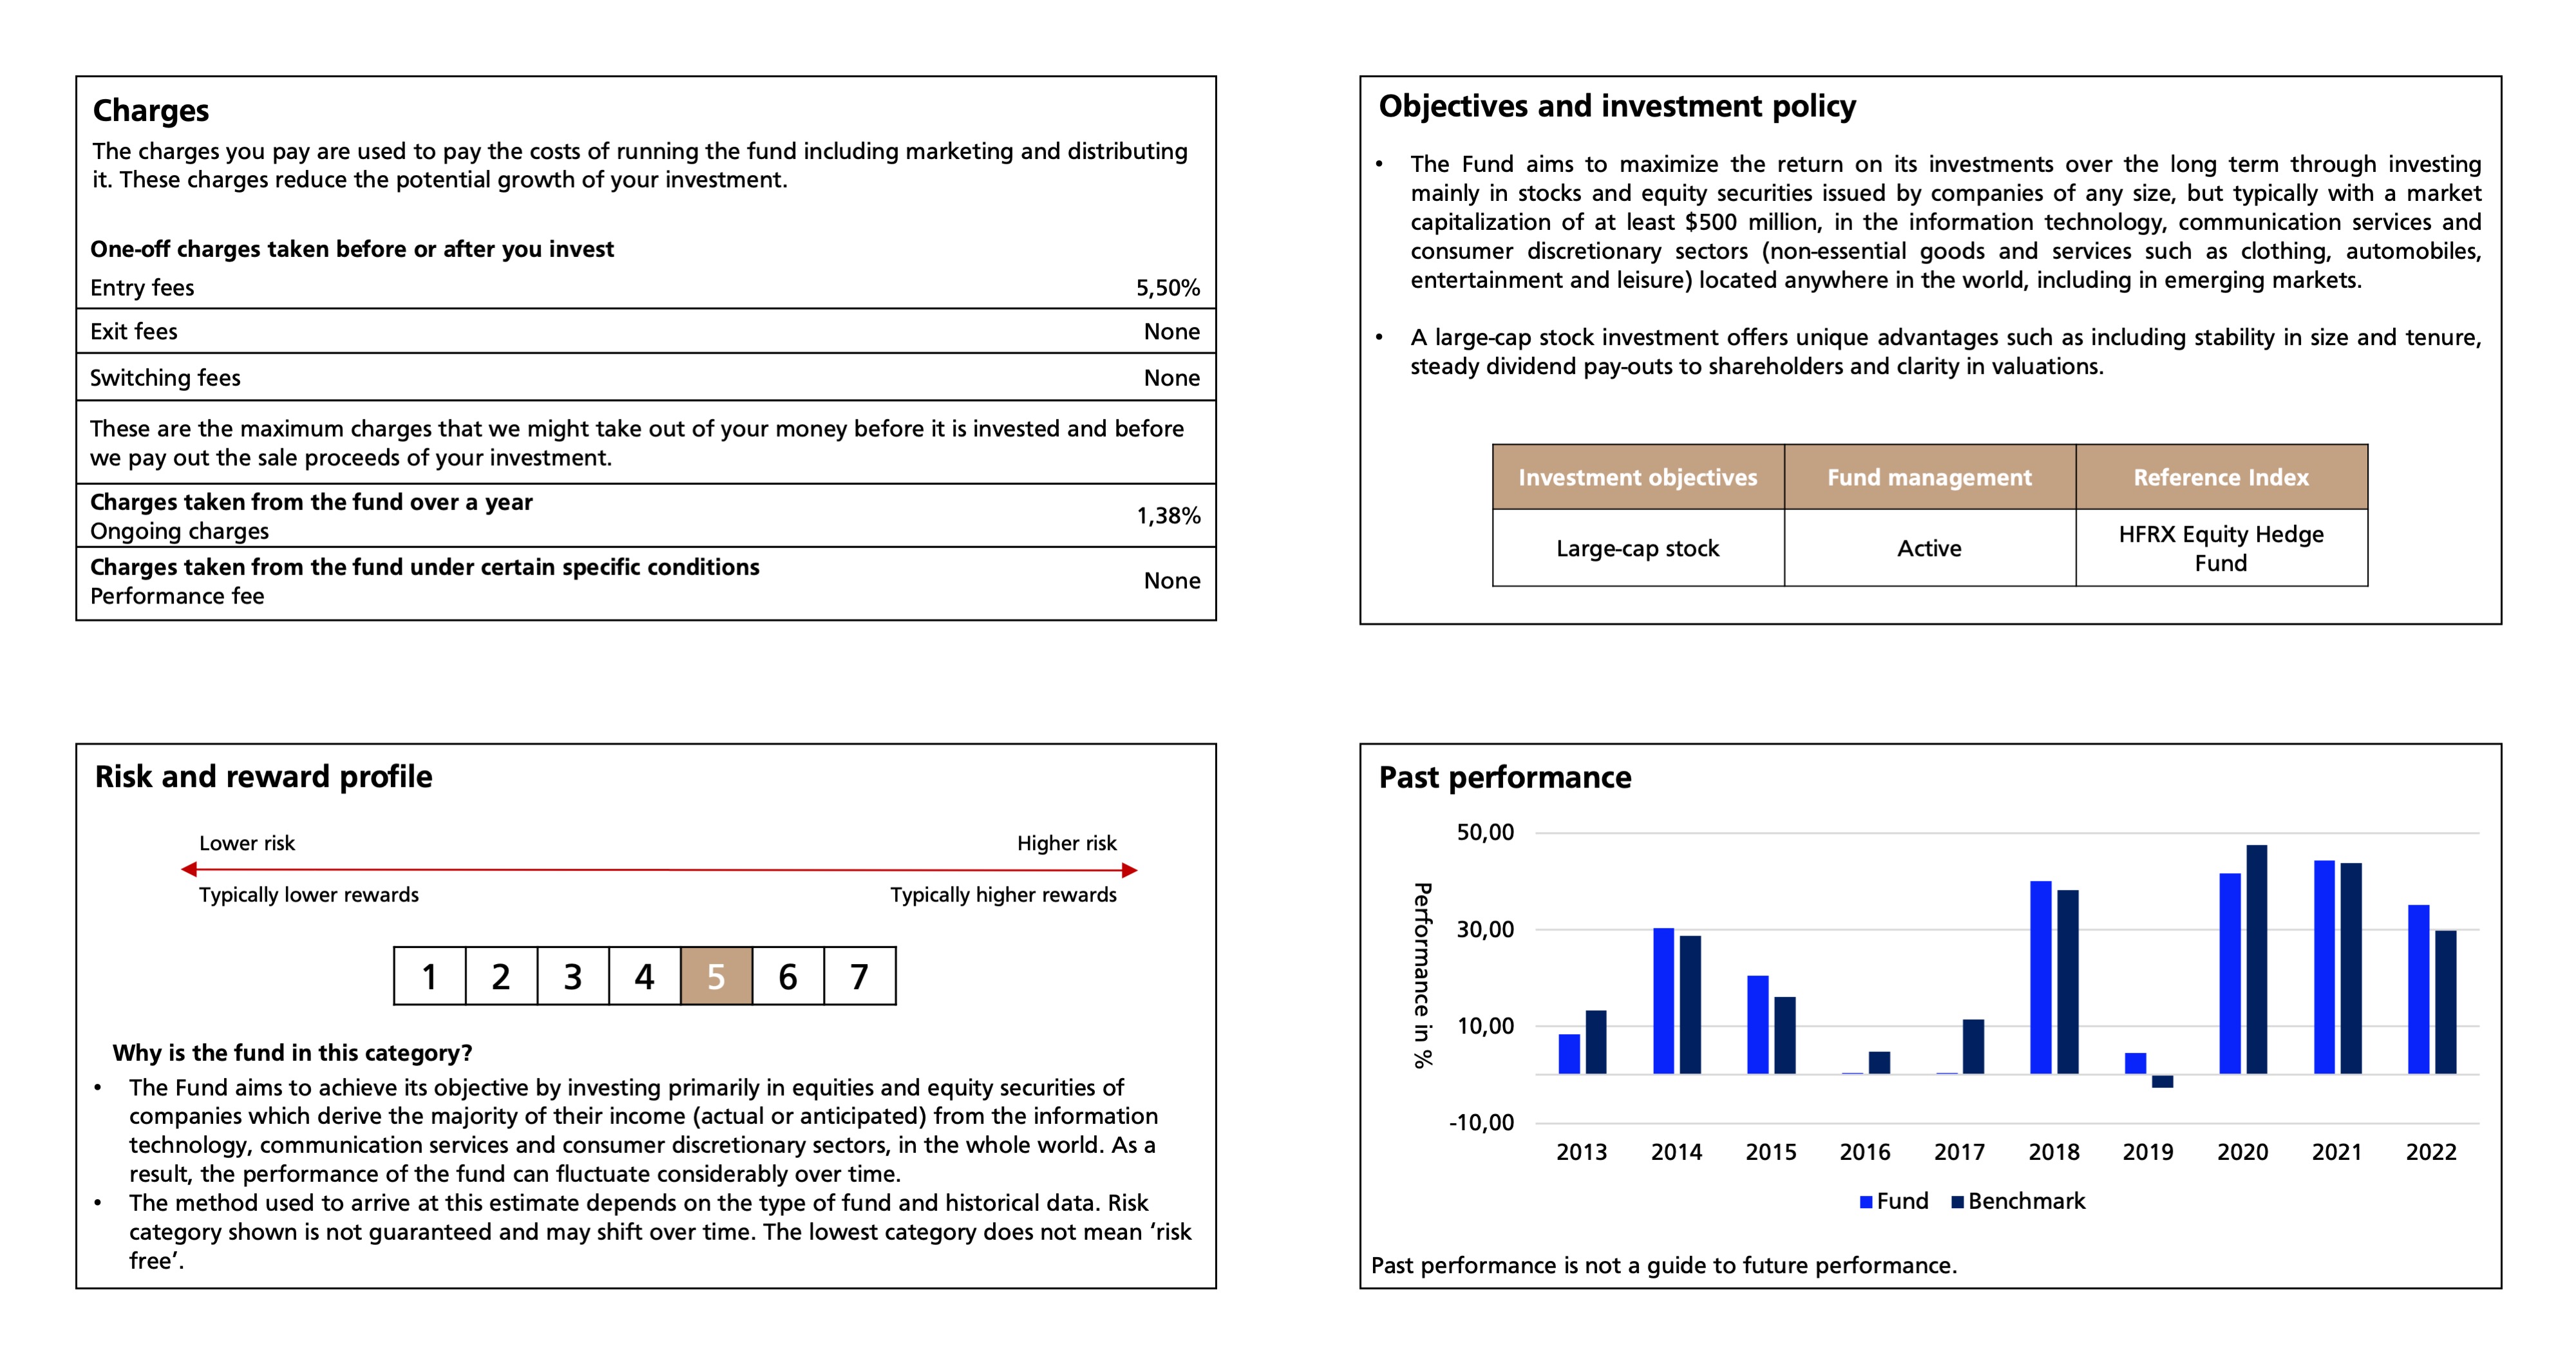 Charges
The charges you pay are used to pay the costs of running the fund including marketing and distributing
it. These charges reduce the potential growth of your investment.
One-off charges taken before or after you invest
Entry fees 5,50%
Exit fees None
Switching fees None
These are the maximum charges that we might take out of your money before it is invested and before
we pay out the sale proceeds of your investment.
Charges taken from the fund over a year
Ongoing charges 1,38%
Charges taken from the fund under certain specific conditions
Performance fee None
Objectives and investment policy
• The Fund aims to maximize the return on its investments over the long term through investing
mainly in stocks and equity securities issued by companies of any size, but typically with a market
capitalization of at least $500 million, in the information technology, communication services and
consumer discretionary sectors (non-essential goods and services such as clothing, automobiles,
entertainment and leisure) located anywhere in the world, including in emerging markets.
• A large-cap stock investment offers unique advantages such as including stability in size and tenure,
steady dividend pay-outs to shareholders and clarity in valuations.
Investment objectives Fund management Reference Index
Large-cap stock Active HFRX Equity Hedge
Fund
Risk and reward profile
Lower risk Higher risk
Typically lower rewards Typically higher rewards
1 2 3 4 5 6 7
Why is the fund in this category?
• The Fund aims to achieve its objective by investing primarily in equities and equity securities of
companies which derive the majority of their income (actual or anticipated) from the information
technology, communication services and consumer discretionary sectors, in the whole world. As a
result, the performance of the fund can fluctuate considerably over time.
• The method used to arrive at this estimate depends on the type of fund and historical data. Risk
category shown is not guaranteed and may shift over time. The lowest category does not mean ‘risk
free’.
Past performance
Performance in %
50,00
30,00
10,00
-10,00
2013 2014 2015 2016 2017 2018 2019 2020 2021 2022
Fund Benchmark
Past performance is not a guide to future performance.